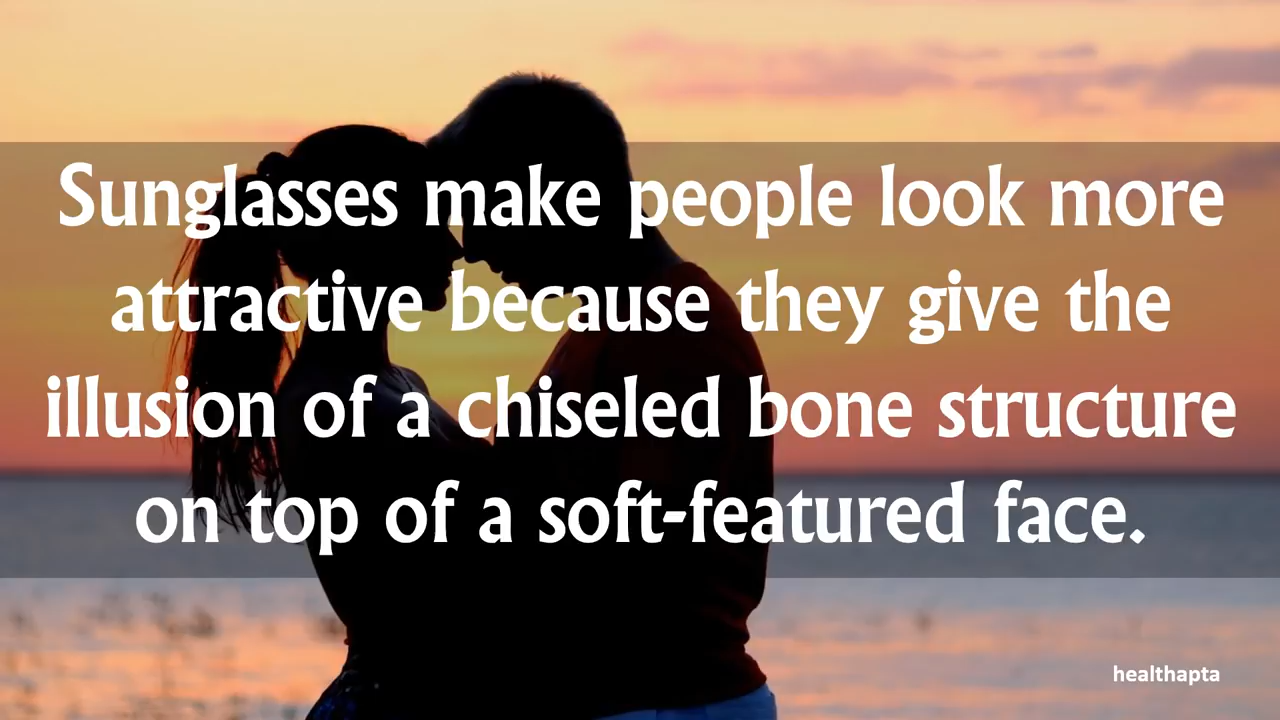 Sunglasses make people look more
attractive because they give the
illusion of a chiseled bone structure
on top of a soft-featured face.
healthapta